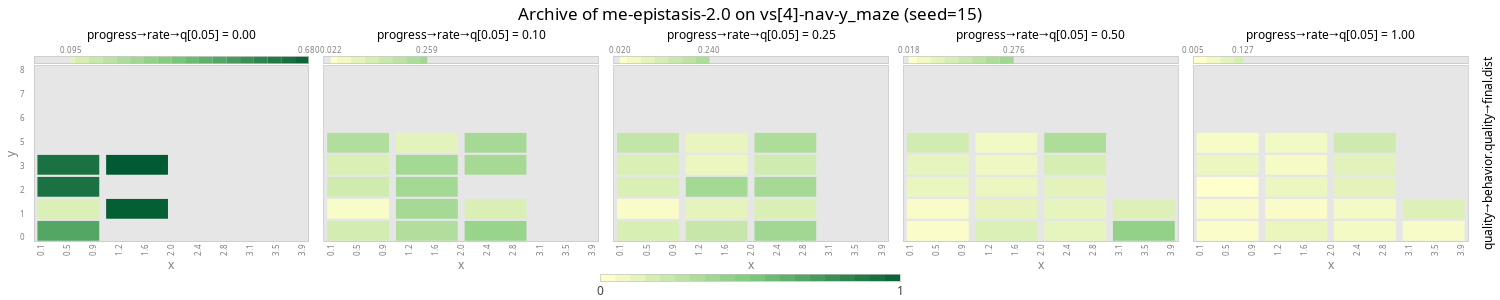 Archive of me-epistasis-2.0 on vs[4]-nav-y_maze (seed=15)
progress→rate→q[0.05] = 0.00
progress→rate→q[0.05] = 0.10
progress→rate→q[0.05] = 0.25
progress→rate→q[0.05] = 0.50
progress→rate→q[0.05] = 1.00
0.095 0.680
0.022 0.259
0.020 0.240
0.018 0.276
0.005 0.127
8
7
6
5
3
2
1
0
y
quality→behavior.quality→final.dist
0.1 0.5 0.9 1.2 1.6 2.0 2.4 2.8 3.1 3.5 3.9
0.1 0.5 0.9 1.2 1.6 2.0 2.4 2.8 3.1 3.5 3.9
0.1 0.5 0.9 1.2 1.6 2.0 2.4 2.8 3.1 3.5 3.9
0.1 0.5 0.9 1.2 1.6 2.0 2.4 2.8 3.1 3.5 3.9
0.1 0.5 0.9 1.2 1.6 2.0 2.4 2.8 3.1 3.5 3.9
x
x
x
x
x
0 1